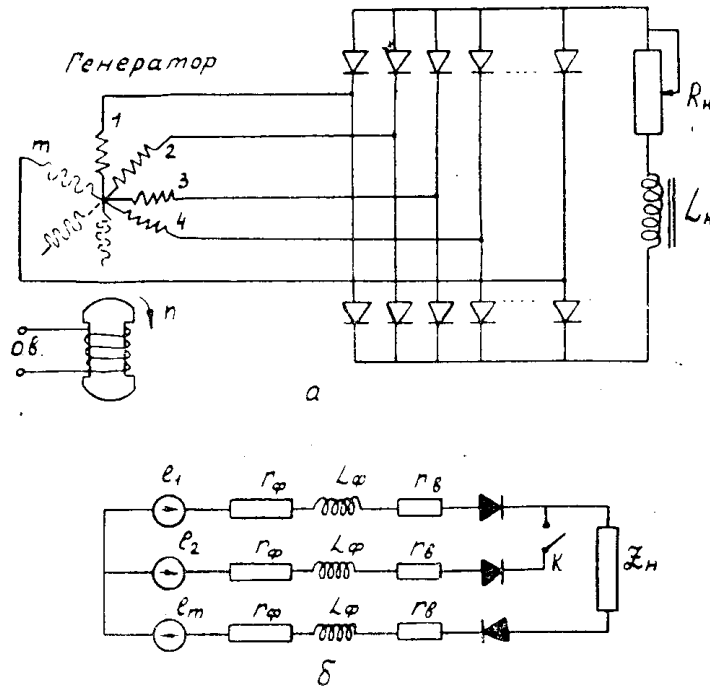 Генератор
1
2
3
4
m
n
О.В.
Rн
Lн
а
e1 rф Lф rв
e2 rф Lф rв
К
Zн
em rф Lф rв
б